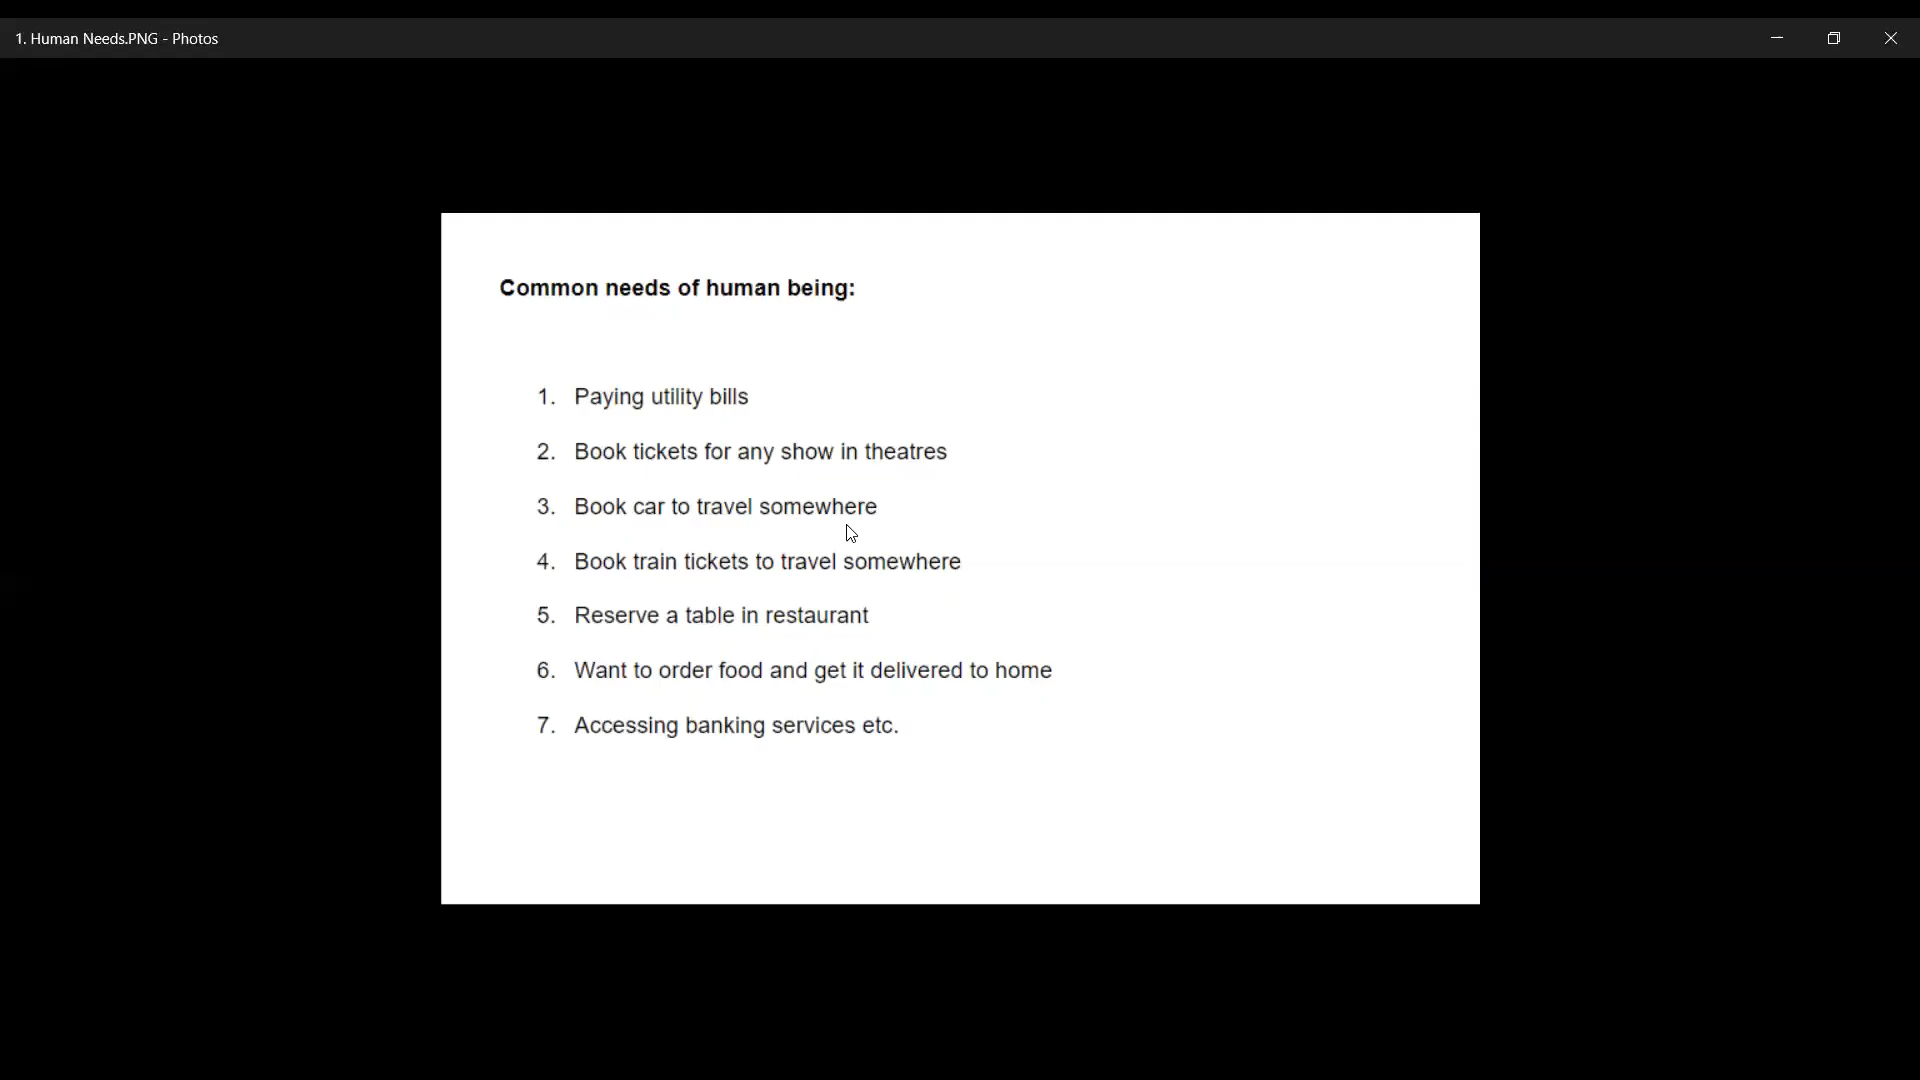 1. Human Needs.PNG - Photos
Common needs of human being:
1. Paying utility bills
2. Book tickets for any show in theatres
3. Book car to travel somewhere
4. Book train tickets to travel somewhere
5. Reserve a table in restaurant
6. Want to order food and get it delivered to home
7. Accessing banking services etc.